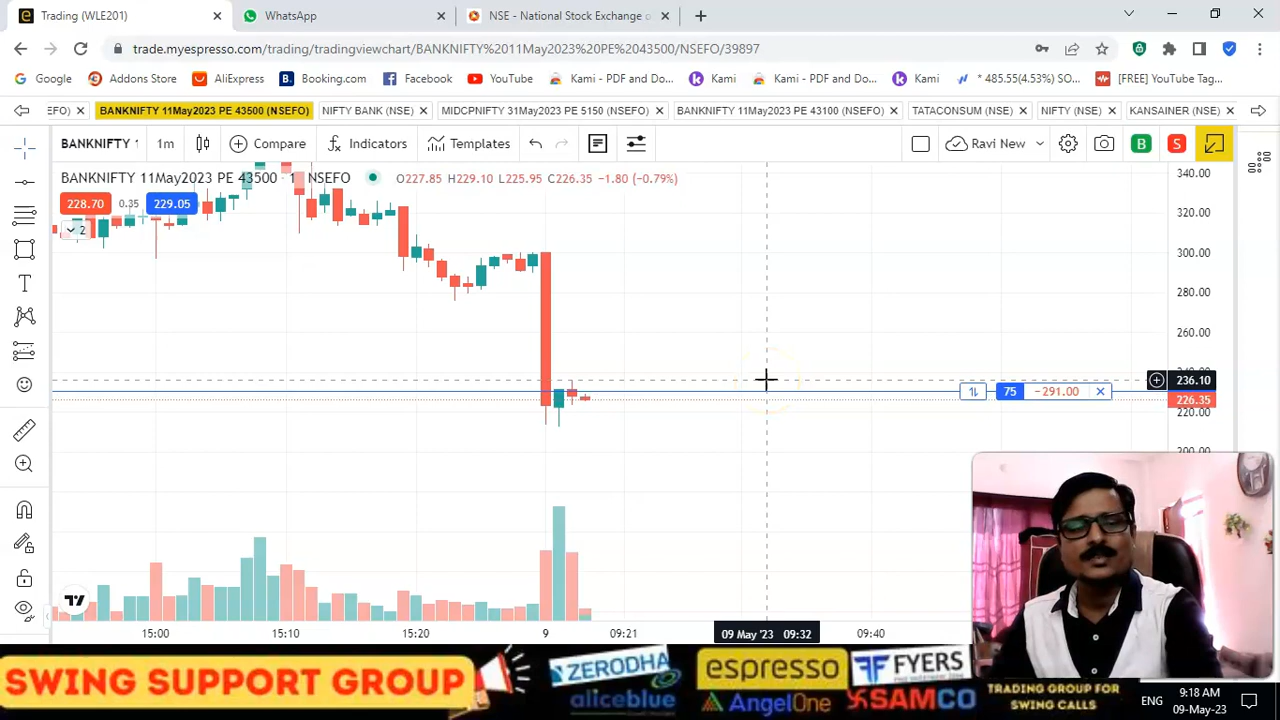 Trading (WLE201)
WhatsApp
NSE - National Stock Exchange o
trade.myespresso.com/trading/tradingviewchart/BANKNIFTY%2011May2023%20PE%2043500/NSEFO/39897
Google
Addons Store
AliExpress
Booking.com
Facebook
YouTube
Kami - PDF and Do...
Kami
Kami - PDF and Do...
Kami
* 485.55(4.53%) SO...
[FREE] YouTube Tag...
EFO)
BANKNIFTY 11May2023 PE 43500 (NSEFO)
NIFTY BANK (NSE)
MIDCPNIFTY 31May2023 PE 5150 (NSEFO)
BANKNIFTY 11May2023 PE 43100 (NSEFO)
TATACONSUM (NSE)
NIFTY (NSE)
KANSAINER (NSE)
BANKNIFTY 1
1m
Compare
Indicators
Templates
Ravi New
B
S
BANKNIFTY 11May2023 PE 43500 · 1 NSEFO
O227.85 H229.10 L225.95 C226.35 −1.80 (−0.79%)
228.70
0.35
229.05
2
340.00
320.00
300.00
280.00
260.00
240.00
236.10
226.35
220.00
200.00
75
−291.00
15:00
15:10
15:20
9
09:21
09 May '23 09:32
09:40
SWING SUPPORT GROUP
ZERODHA
aliceblue
espresso
AngelOne
FYERS
SAMCO
TRADING GROUP FOR
SWING CALLS
ENG
9:18 AM
09-May-23